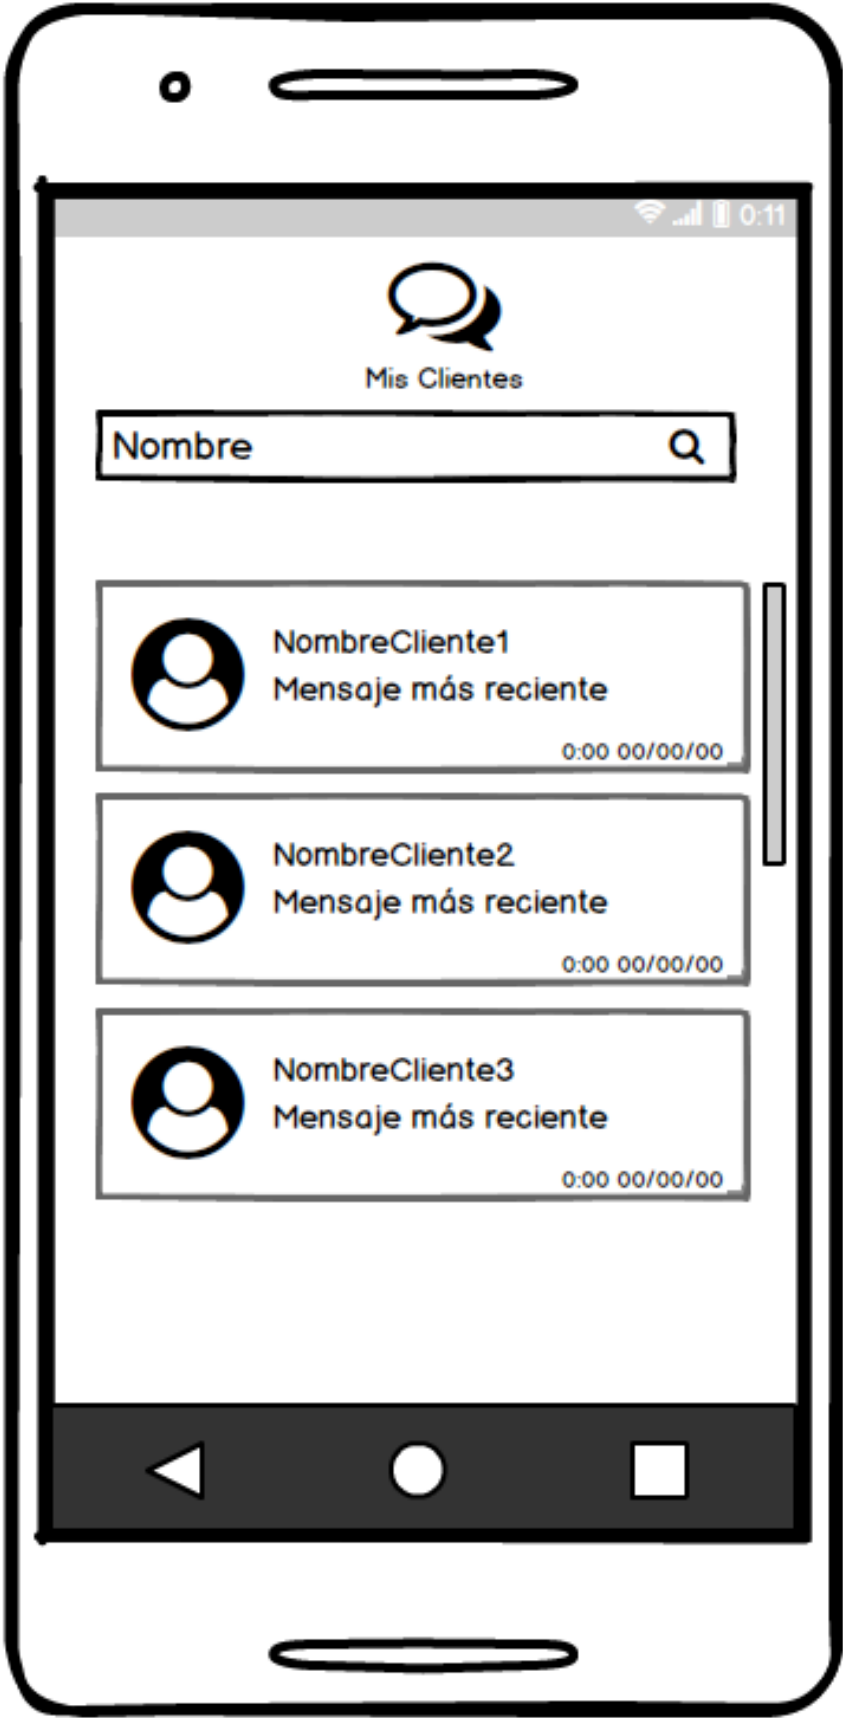 0:11
Mis Clientes
Nombre
NombreCliente1
Mensaje más reciente
0:00 00/00/00
NombreCliente2
Mensaje más reciente
0:00 00/00/00
NombreCliente3
Mensaje más reciente
0:00 00/00/00